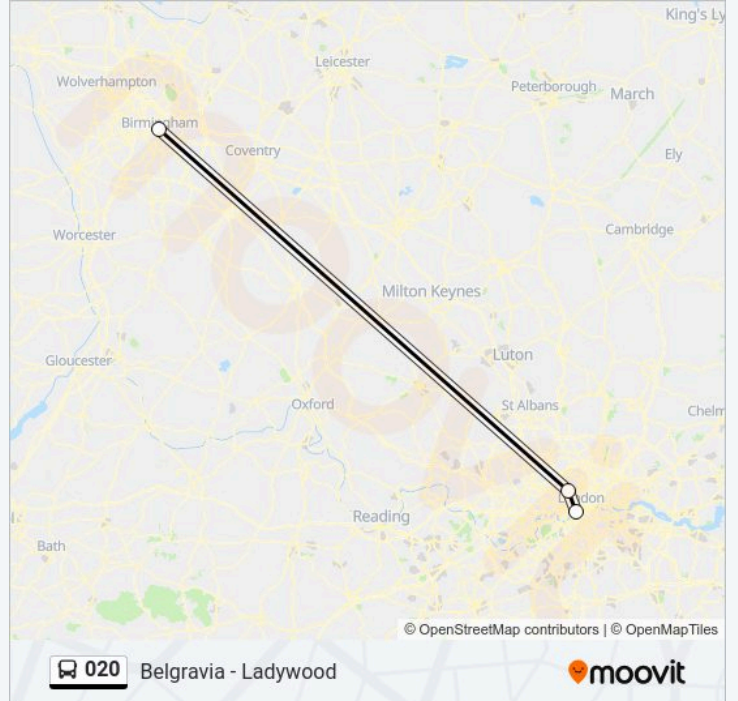 King's Ly
Leicester
Wolverhampton
Peterborough
March
Birmingham
Coventry
Ely
Worcester
Cambridge
Milton Keynes
Gloucester
Luton
Oxford
St Albans
Chelm
London
Reading
Bath
© OpenStreetMap contributors | © OpenMapTiles
020 Belgravia - Ladywood
moovit